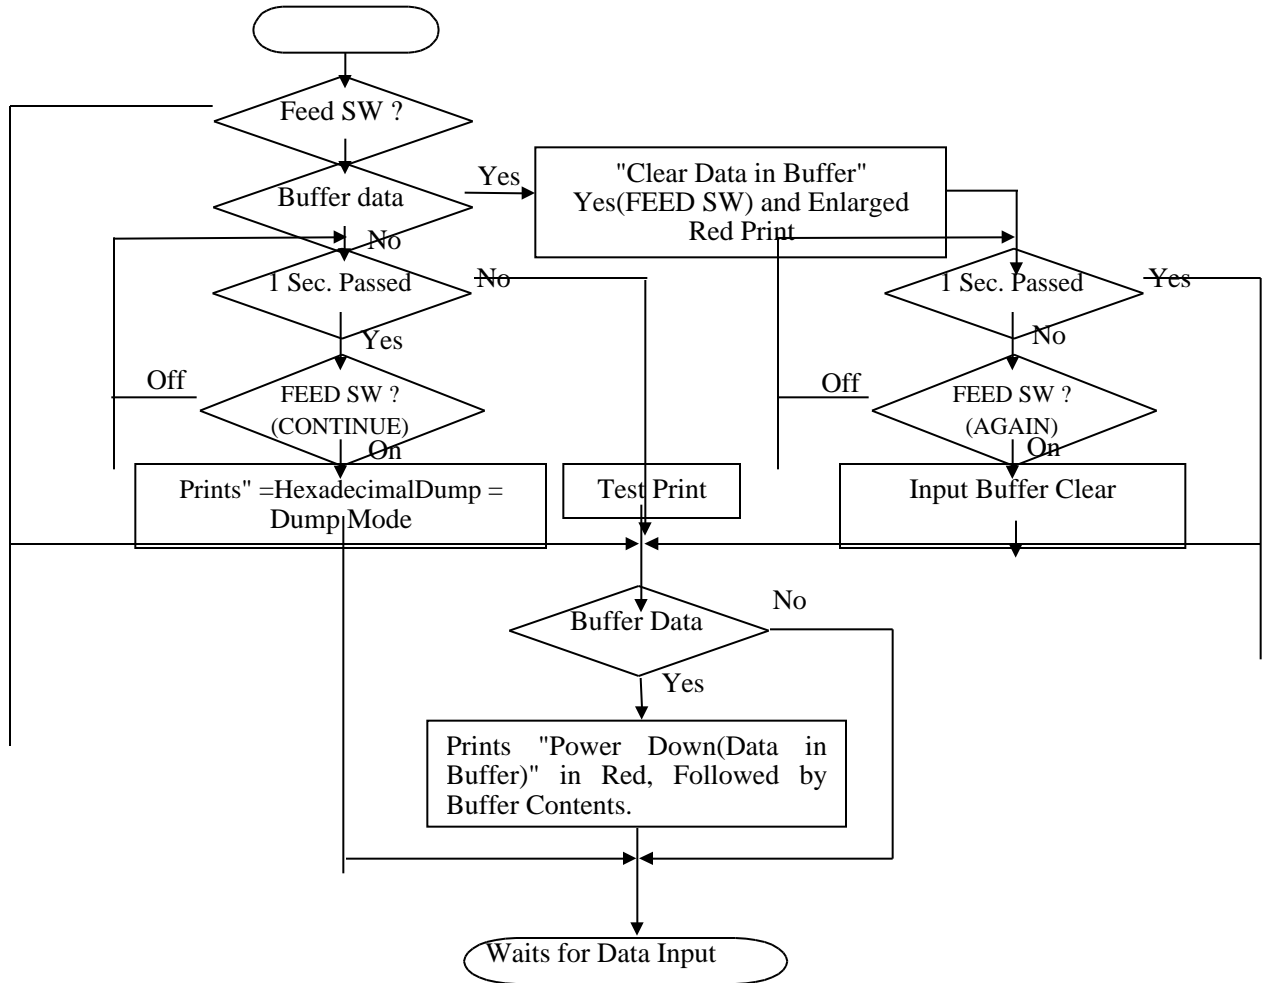 Feed SW ?
Buffer data
Yes
"Clear Data in Buffer"
Yes(FEED SW) and Enlarged
Red Print
No
1 Sec. Passed
No
1 Sec. Passed
Yes
Yes
No
Off
FEED SW ?
(CONTINUE)
Off
FEED SW ?
(AGAIN)
On
On
Prints" =HexadecimalDump =
Dump Mode
Test Print
Input Buffer Clear
Buffer Data
No
Yes
Prints "Power Down(Data in
Buffer)" in Red, Followed by
Buffer Contents.
Waits for Data Input